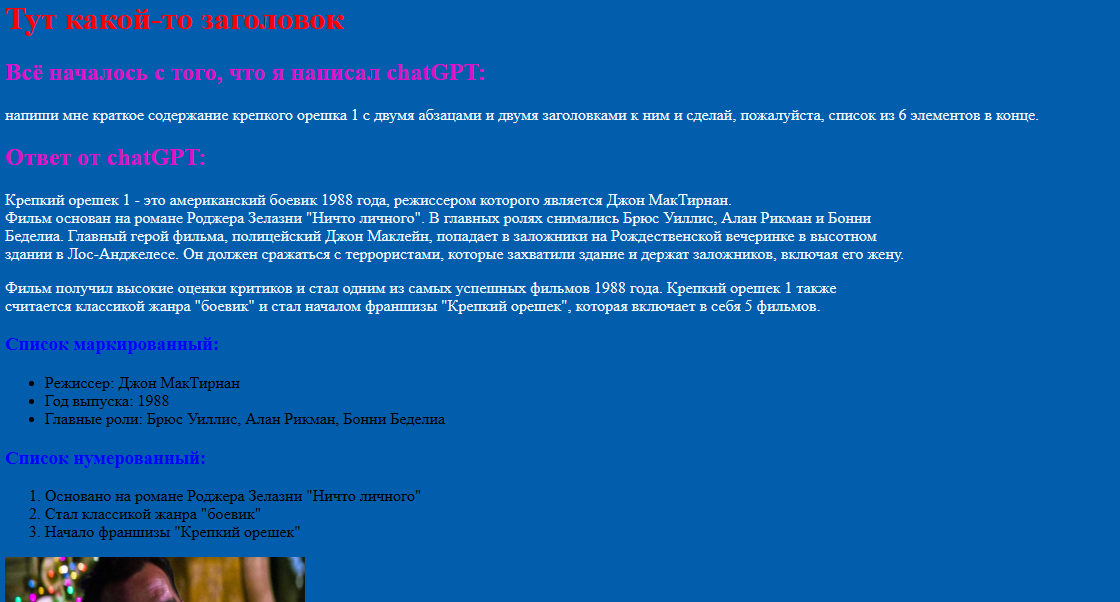 Тут какой-то заголовок
Всё началось с того, что я написал chatGPT:
напиши мне краткое содержание крепкого орешка 1 с двумя абзацами и двумя заголовками к ним и сделай, пожалуйста, список из 6 элементов в конце.
Ответ от chatGPT:
Крепкий орешек 1 - это американский боевик 1988 года, режиссером которого является Джон МакТирнан.
Фильм основан на романе Роджера Зелазни "Ничто личного". В главных ролях снимались Брюс Уиллис, Алан Рикман и Бонни
Беделиа. Главный герой фильма, полицейский Джон Маклейн, попадает в заложники на Рождественской вечеринке в высотном
здании в Лос-Анджелесе. Он должен сражаться с террористами, которые захватили здание и держат заложников, включая его жену.
Фильм получил высокие оценки критиков и стал одним из самых успешных фильмов 1988 года. Крепкий орешек 1 также
считается классикой жанра "боевик" и стал началом франшизы "Крепкий орешек", которая включает в себя 5 фильмов.
Список маркированный:
• Режиссер: Джон МакТирнан
• Год выпуска: 1988
• Главные роли: Брюс Уиллис, Алан Рикман, Бонни Беделиа
Список нумерованный:
1. Основано на романе Роджера Зелазни "Ничто личного"
2. Стал классикой жанра "боевик"
3. Начало франшизы "Крепкий орешек"